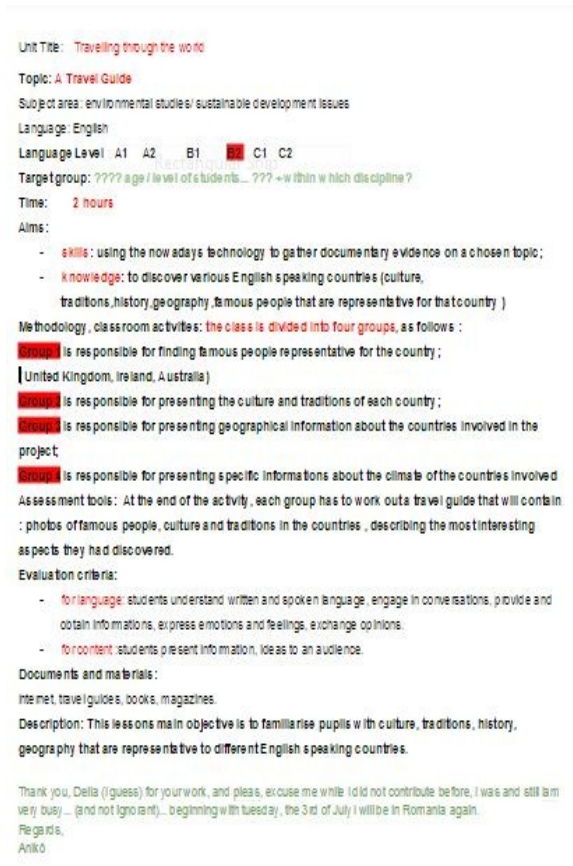 Unit Title: Travelling through the world
Topic: A Travel Guide
Subject area: environmental studies/ sustainable development issues
Language: English
Language Level A1 A2 B1 B2 C1 C2
Target group: ???? age / level of students... ??? + within which discipline?
Time: 2 hours
Aims:
- skills: using the nowadays technology to gather documentary evidence on a chosen topic;
- knowledge: to discover various English speaking countries (culture,
traditions,history,geography,famous people that are representative for that country )
Methodology, classroom activities: the class is divided into four groups, as follows :
Group 1 is responsible for finding famous people representative for the country ;
United Kingdom, Ireland, Australia)
Group 2 is responsible for presenting the culture and traditions of each country ;
Group 3 is responsible for presenting geographical information about the countries involved in the
project;
Group 4 is responsible for presenting specific informations about the climate of the countries involved
Assessment tools: At the end of the activity, each group has to work out a travel guide that will contain
: photos of famous people, culture and traditions in the countries , describing the most interesting
aspects they had discovered.
Evaluation criteria:
- for language: students understand written and spoken language, engage in conversations, provide and
obtain informations, express emotions and feelings, exchange opinions.
- for content :students present information, ideas to an audience.
Documents and materials:
Internet, travel guides, books, magazines.
Description: This lessons main objective is to familiarise pupils with culture, traditions, history,
geography that are representative to different English speaking countries.
Thank you, Delia (I guess) for your work, and pleas, excuse me while I did not contribute before, I was and still am
very busy... (and not ignorant)... beginning with tuesday, the 3rd of July I will be in Romania again.
Regards,
Anikó